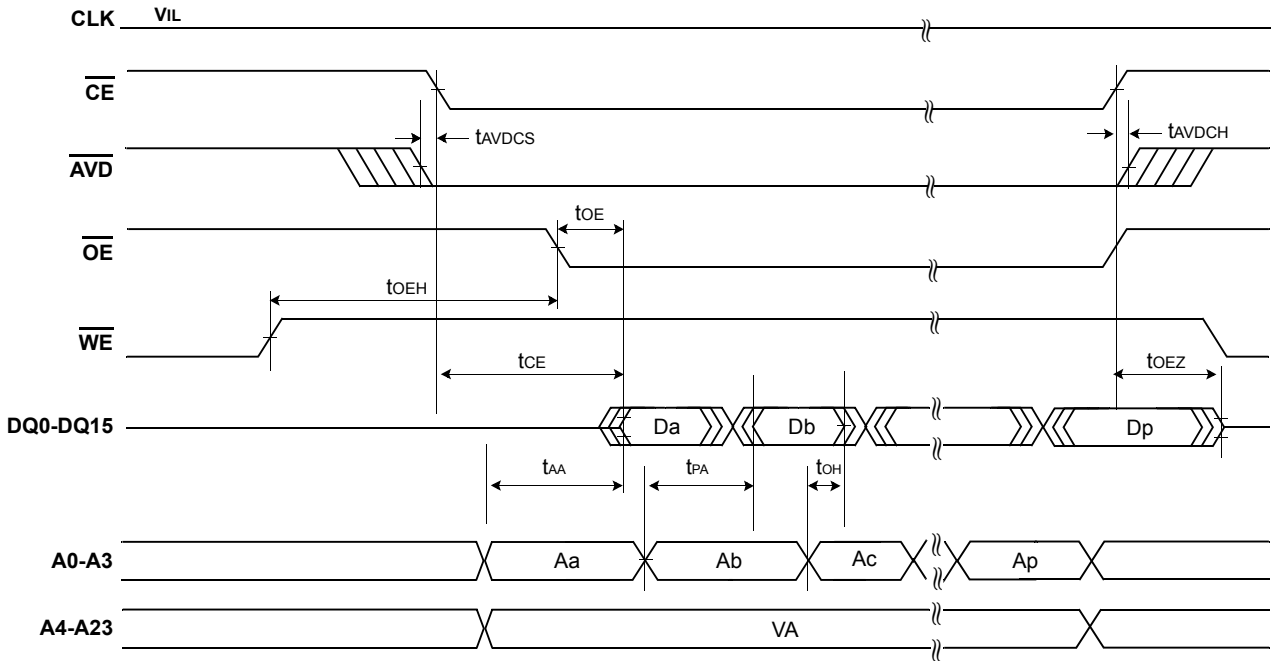 CLK VIL
CE
tAVDCS tAVDCH
AVD
tOE
OE
tOEH
WE
tCE tOEZ
DQ0-DQ15 Da Db Dp
tAA tPA tOH
A0-A3 Aa Ab Ac Ap
A4-A23 VA